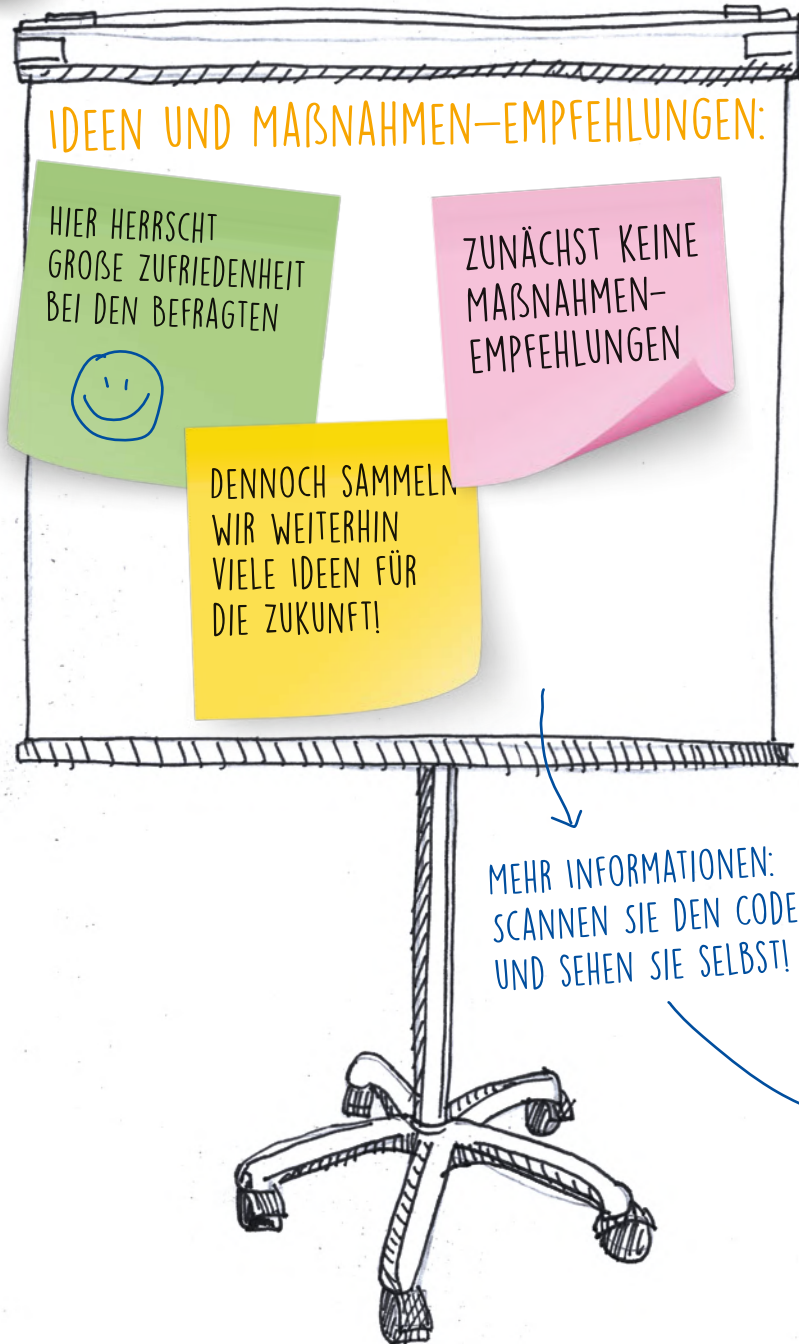 IDEEN UND MAßNAHMEN-EMPFEHLUNGEN:
HIER HERRSCHT
GROßE ZUFRIEDENHEIT
BEI DEN BEFRAGTEN
ZUNÄCHST KEINE
MAßNAHMEN-
EMPFEHLUNGEN
DENNOCH SAMMELN
WIR WEITERHIN
VIELE IDEEN FÜR
DIE ZUKUNFT!
MEHR INFORMATIONEN:
SCANNEN SIE DEN CODE
UND SEHEN SIE SELBST!